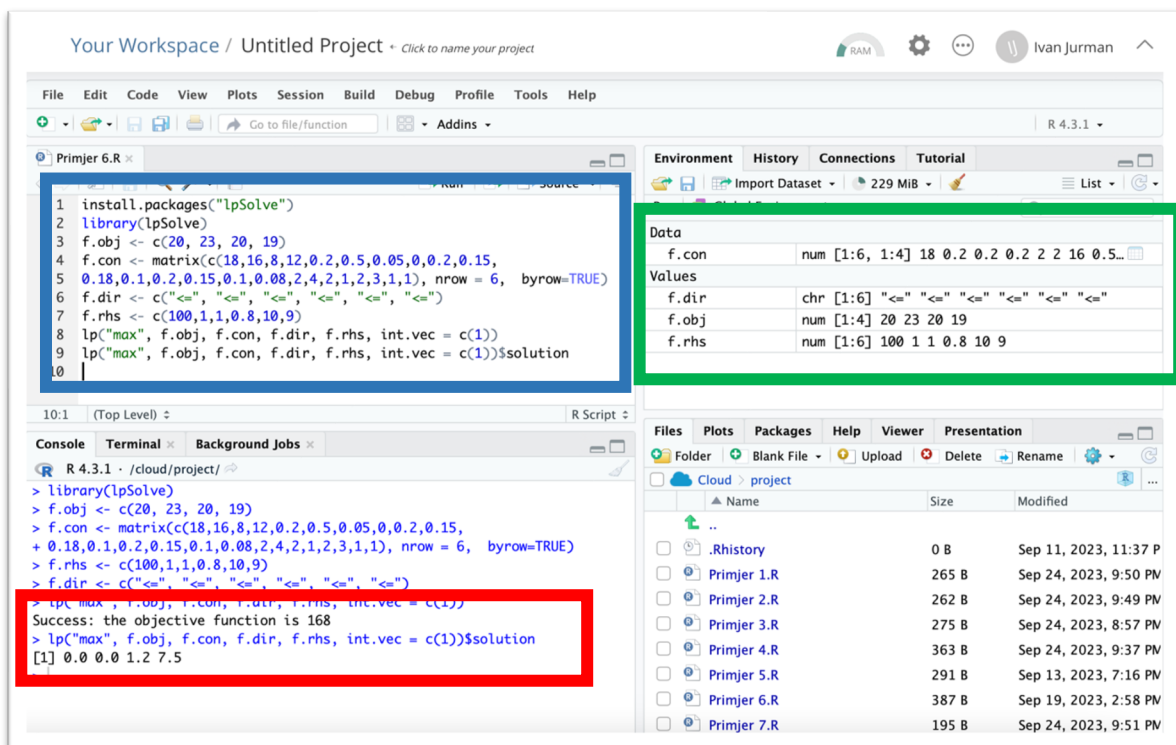 Your Workspace / Untitled Project ← Click to name your project
RAM
IJ Ivan Jurman
File Edit Code View Plots Session Build Debug Profile Tools Help
Go to file/function
Addins
R 4.3.1
Primjer 6.R
1 install.packages("lpSolve")
2 library(lpSolve)
3 f.obj <- c(20, 23, 20, 19)
4 f.con <- matrix(c(18,16,8,12,0.2,0.5,0.05,0,0.2,0.15,
5 0.18,0.1,0.2,0.15,0.1,0.08,2,4,2,1,2,3,1,1), nrow = 6, byrow=TRUE)
6 f.dir <- c("<=", "<=", "<=", "<=", "<=", "<=")
7 f.rhs <- c(100,1,1,0.8,10,9)
8 lp("max", f.obj, f.con, f.dir, f.rhs, int.vec = c(1))
9 lp("max", f.obj, f.con, f.dir, f.rhs, int.vec = c(1))$solution
10
10:1 (Top Level) R Script
Console Terminal Background Jobs
R 4.3.1 · /cloud/project/
> library(lpSolve)
> f.obj <- c(20, 23, 20, 19)
> f.con <- matrix(c(18,16,8,12,0.2,0.5,0.05,0,0.2,0.15,
+ 0.18,0.1,0.2,0.15,0.1,0.08,2,4,2,1,2,3,1,1), nrow = 6, byrow=TRUE)
> f.rhs <- c(100,1,1,0.8,10,9)
> f.dir <- c("<=", "<=", "<=", "<=", "<=", "<=")
> lp("max", f.obj, f.con, f.dir, f.rhs, int.vec = c(1))
Success: the objective function is 168
> lp("max", f.obj, f.con, f.dir, f.rhs, int.vec = c(1))$solution
[1] 0.0 0.0 1.2 7.5
Environment History Connections Tutorial
Import Dataset 229 MiB List
Data
f.con num [1:6, 1:4] 18 0.2 0.2 0.2 2 2 16 0.5…
Values
f.dir chr [1:6] "<=" "<=" "<=" "<=" "<=" "<="
f.obj num [1:4] 20 23 20 19
f.rhs num [1:6] 100 1 1 0.8 10 9
Files Plots Packages Help Viewer Presentation
Folder Blank File Upload Delete Rename
Cloud > project R ...
Name Size Modified
..
.Rhistory 0 B Sep 11, 2023, 11:37 P
Primjer 1.R 265 B Sep 24, 2023, 9:50 PM
Primjer 2.R 262 B Sep 24, 2023, 9:49 PM
Primjer 3.R 275 B Sep 24, 2023, 8:57 PM
Primjer 4.R 363 B Sep 24, 2023, 9:37 PM
Primjer 5.R 291 B Sep 13, 2023, 7:16 PM
Primjer 6.R 387 B Sep 19, 2023, 2:58 PM
Primjer 7.R 195 B Sep 24, 2023, 9:51 PM